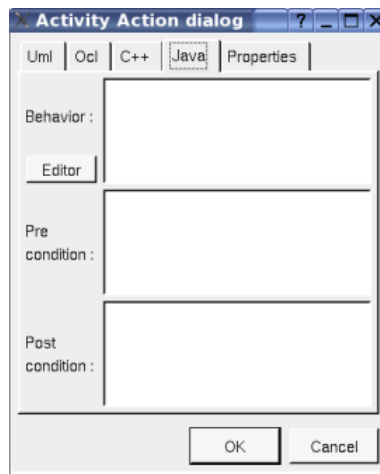 Activity Action dialog
Uml Ocl C++ Java Properties
Behavior :
Editor
Pre
condition :
Post
condition :
OK Cancel